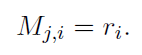 M_{j,i} = r_i.